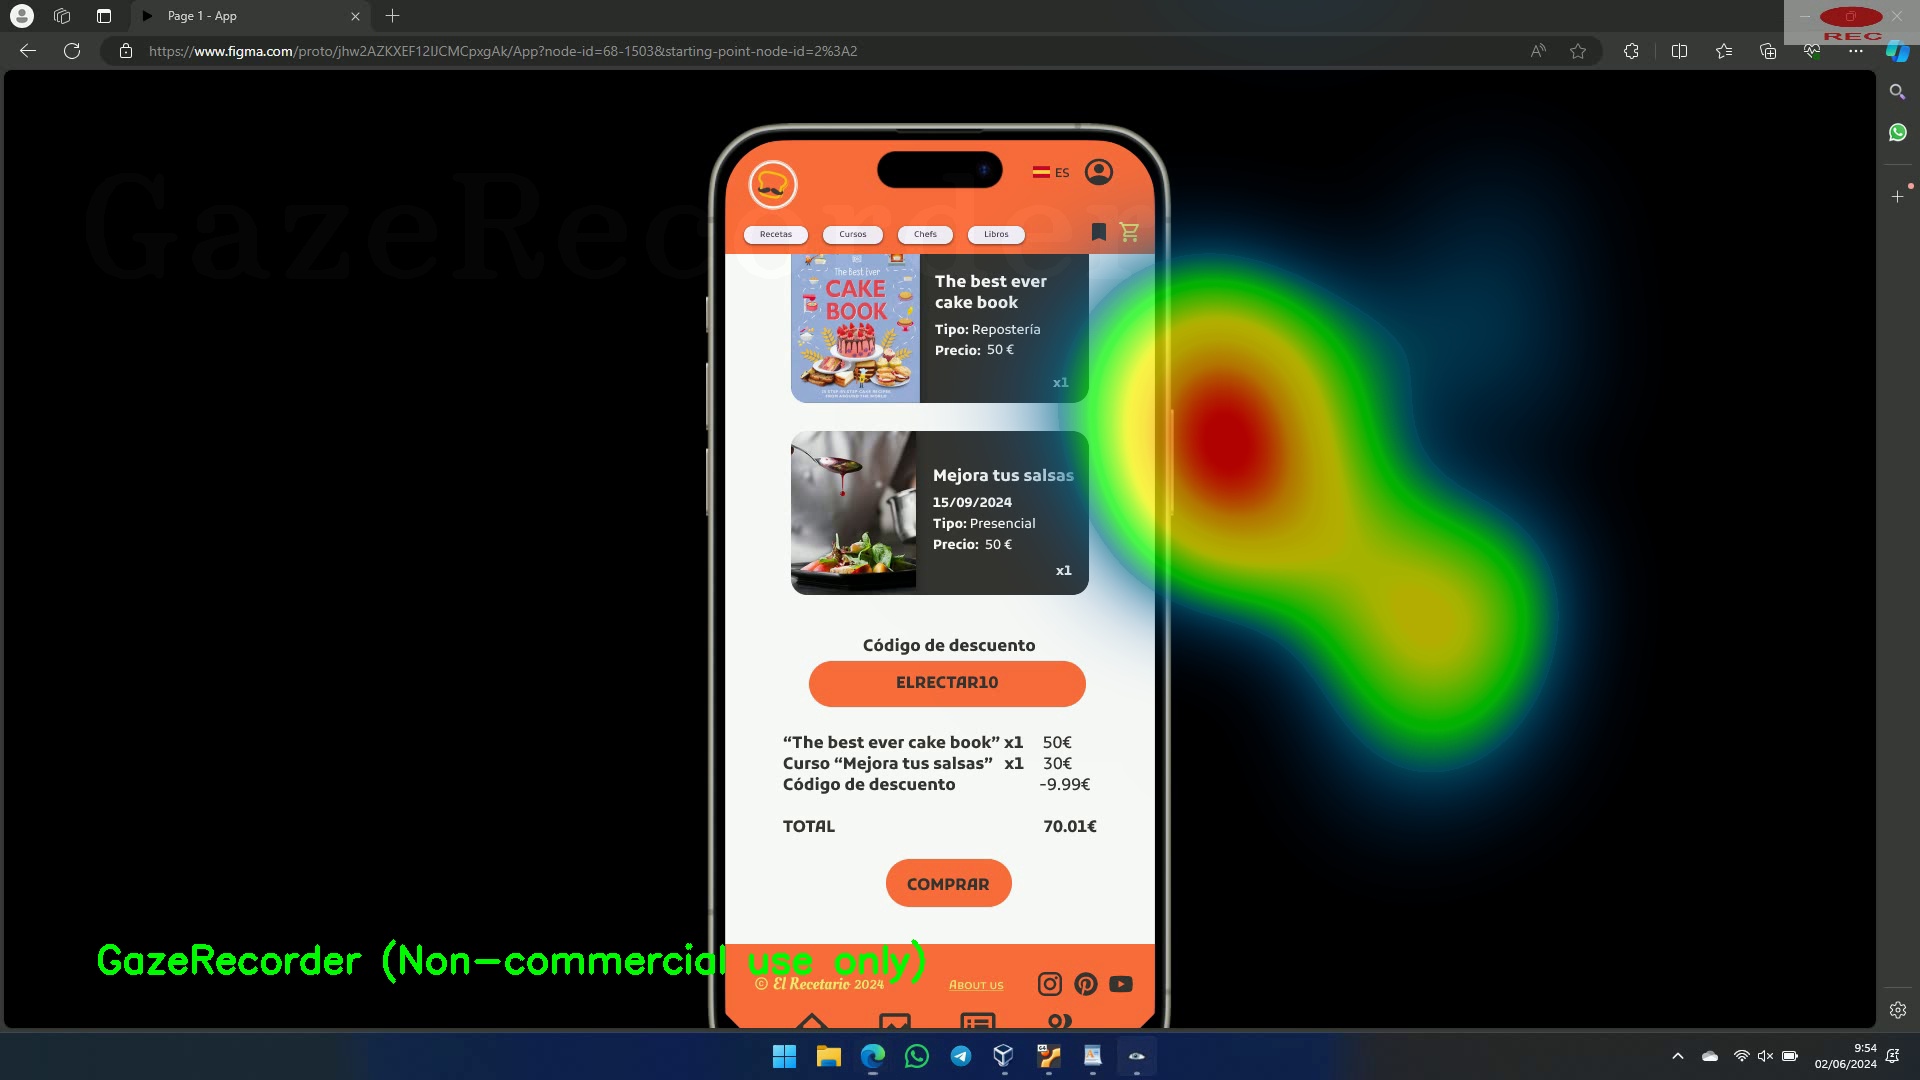 Page 1 - App
https://www.figma.com/proto/jhw2AZKXEF12IJCMCpxgAk/App?node-id=68-1503&starting-point-node-id=2%3A2
REC
GazeRecorder
ES
Recetas Cursos Chefs Libros
The Best Ever
CAKE
BOOK
The best ever
cake book
Tipo: Repostería
Precio: 50 €
x1
Mejora tus salsas
15/09/2024
Tipo: Presencial
Precio: 50 €
x1
Código de descuento
ELRECTAR10
“The best ever cake book” x1 50€
Curso “Mejora tus salsas” x1 30€
Código de descuento -9.99€
TOTAL 70.01€
COMPRAR
GazeRecorder (Non-commercial use only)
© El Recetario 2024 About us
9:54
02/06/2024